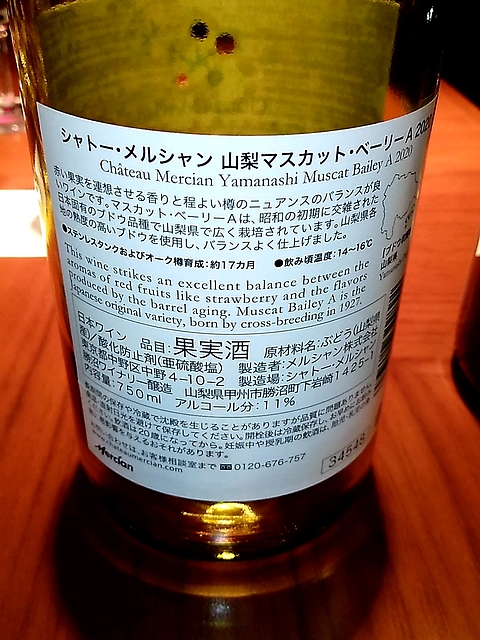 シャトー・メルシャン 山梨マスカット・ベーリーA 2020
Château Mercian Yamanashi Muscat Bailey A 2020
赤い果実を連想させる香りと程よい樽のニュアンスのバランスが良
いワインです。マスカット・ベーリーAは、昭和の初期に交雑された
日本固有のブドウ品種で山梨県で広く栽培されています。山梨県各
地の熟度の高いブドウを使用し、バランスよく仕上げました。
●ステンレスタンクおよびオーク樽育成:約17カ月 ●飲み頃温度:14~16℃
This wine strikes an excellent balance between the
aromas of red fruits like strawberry and the flavors
produced by the barrel aging. Muscat Bailey A is the
Japanese original variety, born by cross-breeding in 1927.
日本ワイン 品目:果実酒 原材料名:ぶどう(山梨県
産)/酸化防止剤(亜硫酸塩) 製造者:メルシャン株式会
東京都中野区中野4-10-2 製造場:シャトー・メルシャン
勝沼ワイナリー醸造 山梨県甲州市勝沼町下岩崎1425-1
内容量:750ml アルコール分:11%
0120-676-757
34548
Mercian
chateaumercian.com